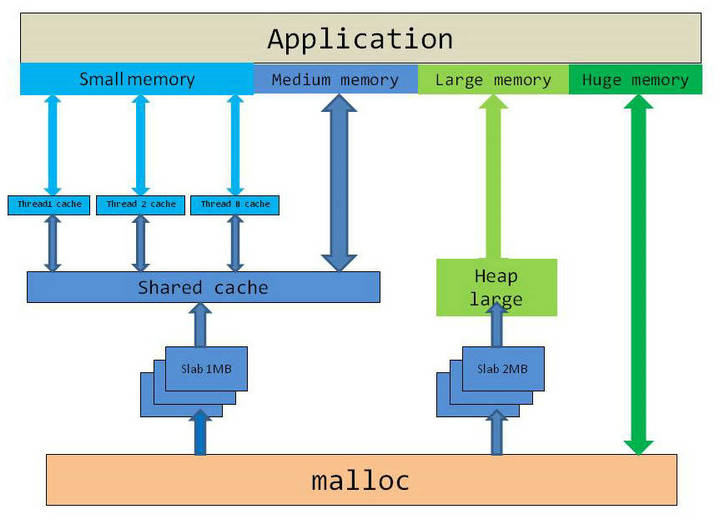 Application
Small memory
Medium memory
Large memory
Huge memory
Thread1 cache
Thread 2 cache
Thread 8 cache
Shared cache
Heap
large
Slab 1MB
Slab 2MB
malloc